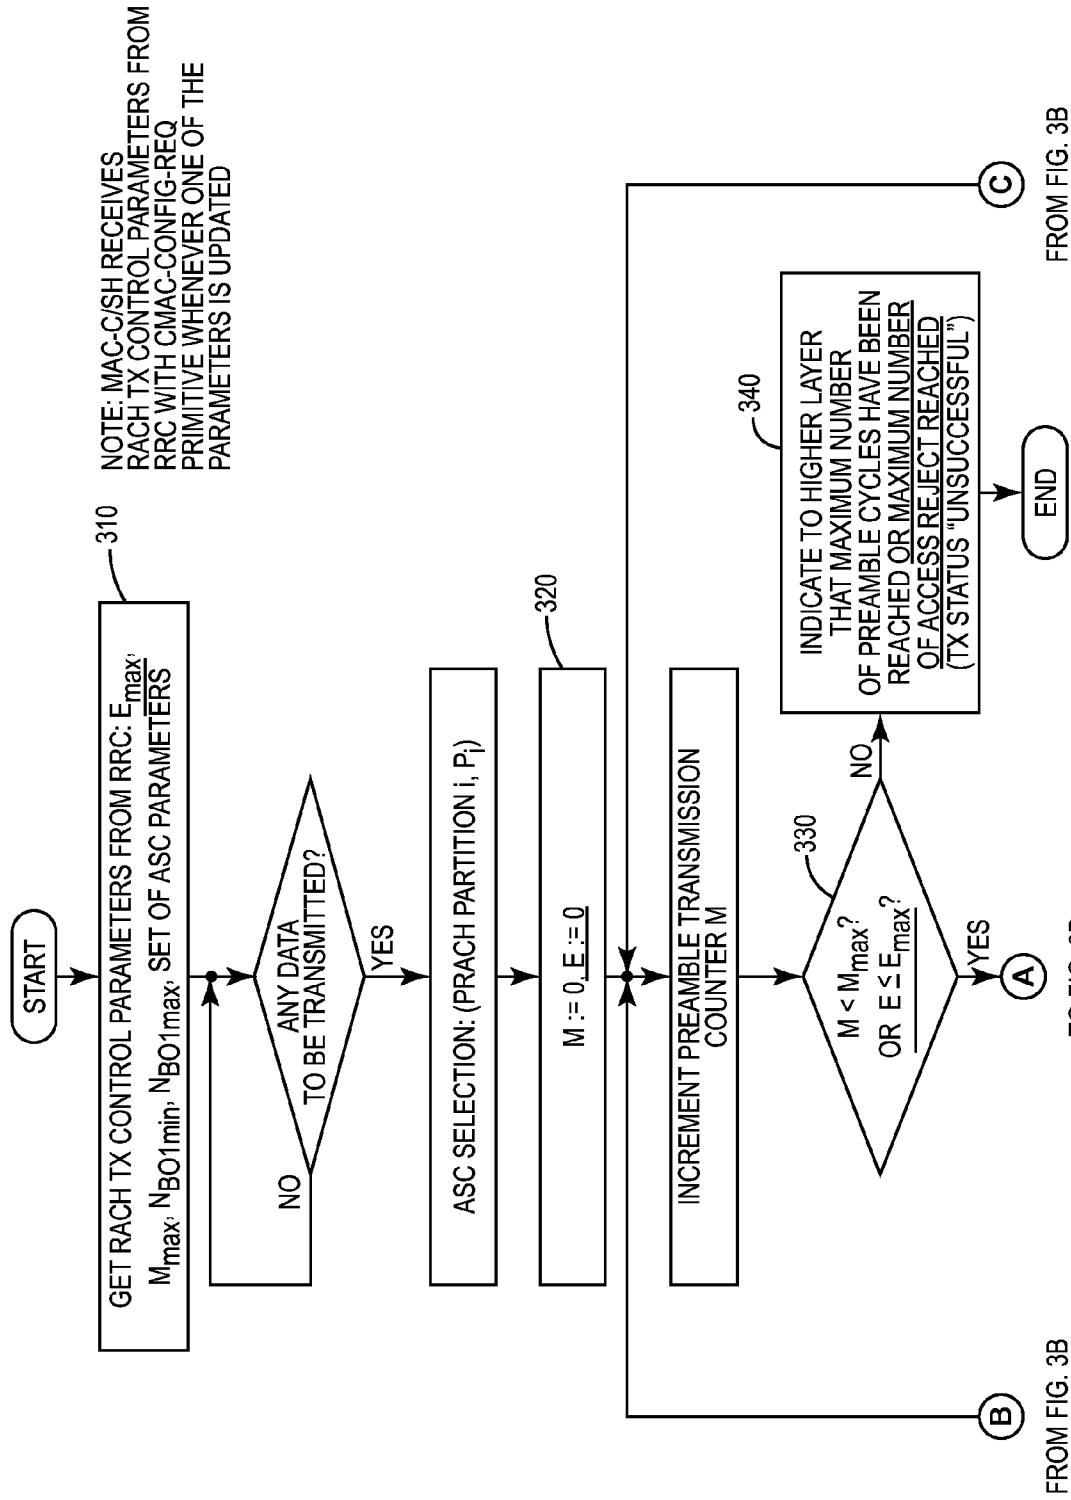 START
310
NOTE: MAC-C/SH RECEIVES
RACH TX CONTROL PARAMETERS FROM
RRC WITH CMAC-CONFIG-REQ
PRIMITIVE WHENEVER ONE OF THE
PARAMETERS IS UPDATED
GET RACH TX CONTROL PARAMETERS FROM RRC: Emax,
Mmax, NBO1min, NBO1max, SET OF ASC PARAMETERS
ANY DATA
TO BE TRANSMITTED?
NO
YES
ASC SELECTION: (PRACH PARTITION i, Pi)
320
M := 0, E := 0
INCREMENT PREAMBLE TRANSMISSION
COUNTER M
330
M < Mmax?
OR E ≤ Emax?
NO
YES
340
INDICATE TO HIGHER LAYER
THAT MAXIMUM NUMBER
OF PREAMBLE CYCLES HAVE BEEN
REACHED OR MAXIMUM NUMBER
OF ACCESS REJECT REACHED
(TX STATUS “UNSUCCESSFUL”)
END
B
FROM FIG. 3B
A
C
FROM FIG. 3B